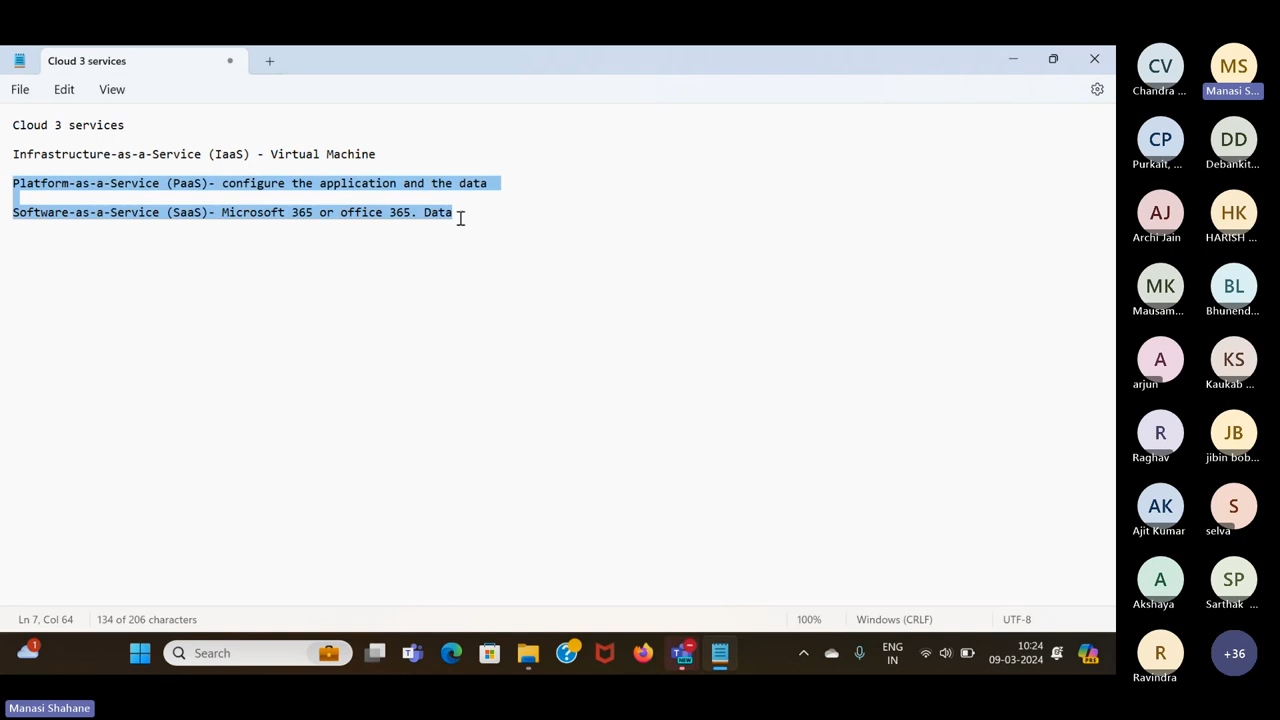 Cloud 3 services
File Edit View
Cloud 3 services
Infrastructure-as-a-Service (IaaS) - Virtual Machine
Platform-as-a-Service (PaaS)- configure the application and the data
Software-as-a-Service (SaaS)- Microsoft 365 or office 365. Data
Ln 7, Col 64
134 of 206 characters
100%
Windows (CRLF)
UTF-8
1
Search
NEW
ENG
IN
10:24
09-03-2024
PRE
Manasi Shahane
CV
Chandra ...
MS
Manasi S...
CP
Purkait, ...
DD
Debankit...
AJ
Archi Jain
HK
HARISH ...
MK
Mausam...
BL
Bhunend...
A
arjun
KS
Kaukab ...
R
Raghav
JB
jibin bob...
AK
Ajit Kumar
S
selva
A
Akshaya
SP
Sarthak ...
R
Ravindra
+36